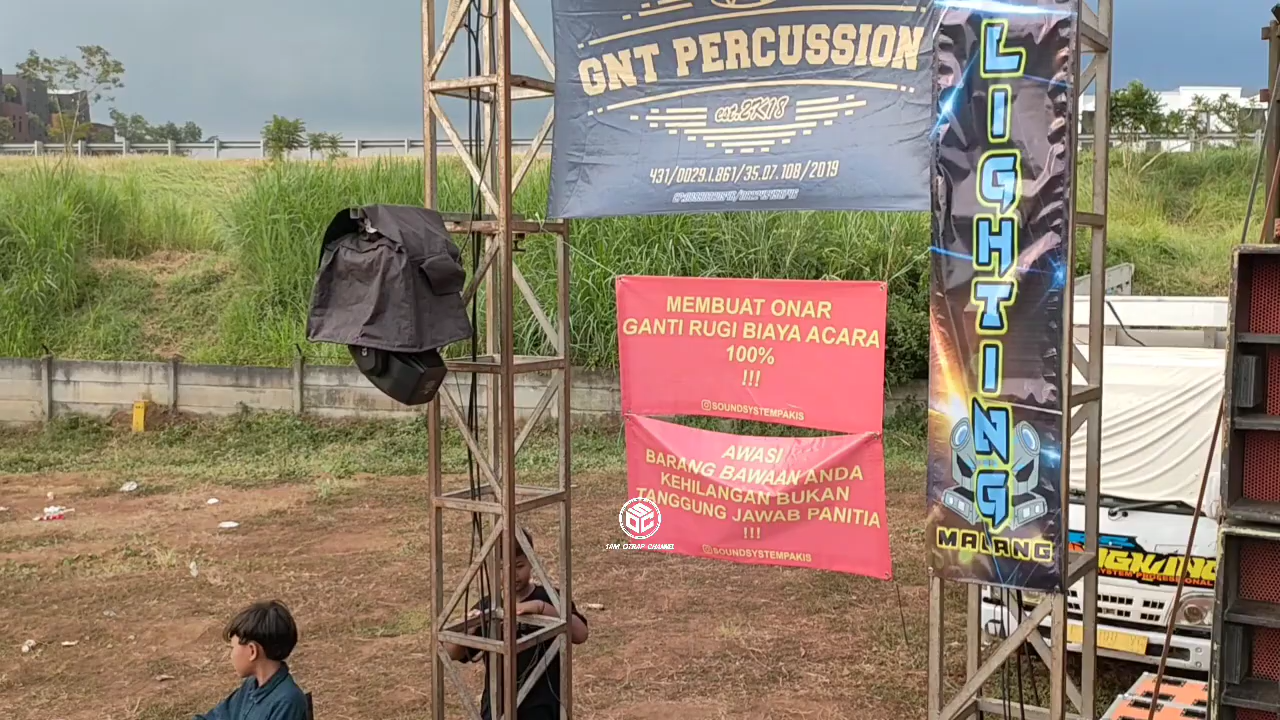 GNT PERCUSSION
est.2K18
431/0029.1.861/35.07.108/2019
LIGHTING
MALANG
MEMBUAT ONAR
GANTI RUGI BIAYA ACARA
100%
!!!
SOUNDSYSTEMPAKIS
AWASI
BARANG BAWAAN ANDA
KEHILANGAN BUKAN
TANGGUNG JAWAB PANITIA
!!!
SOUNDSYSTEMPAKIS